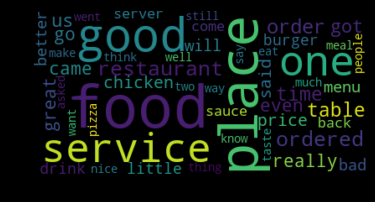 went server still
us come
better go will
make think well say eat meal people
good one
order got
burger
came restaurant said
great asked chicken two way
want pizza food place
even time menu much
sauce table
service know taste price back
ordered
drink nice little thing really bad